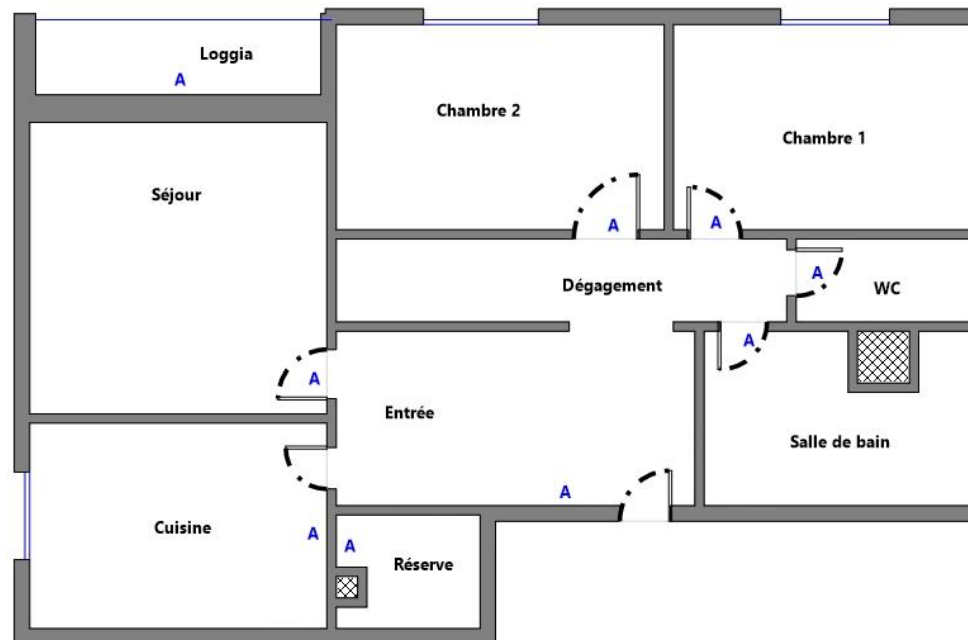 Loggia
A
Chambre 2
Chambre 1
Séjour
A
A
Dégagement
A
WC
A
A
Entrée
Salle de bain
A
Cuisine
A
A
Réserve